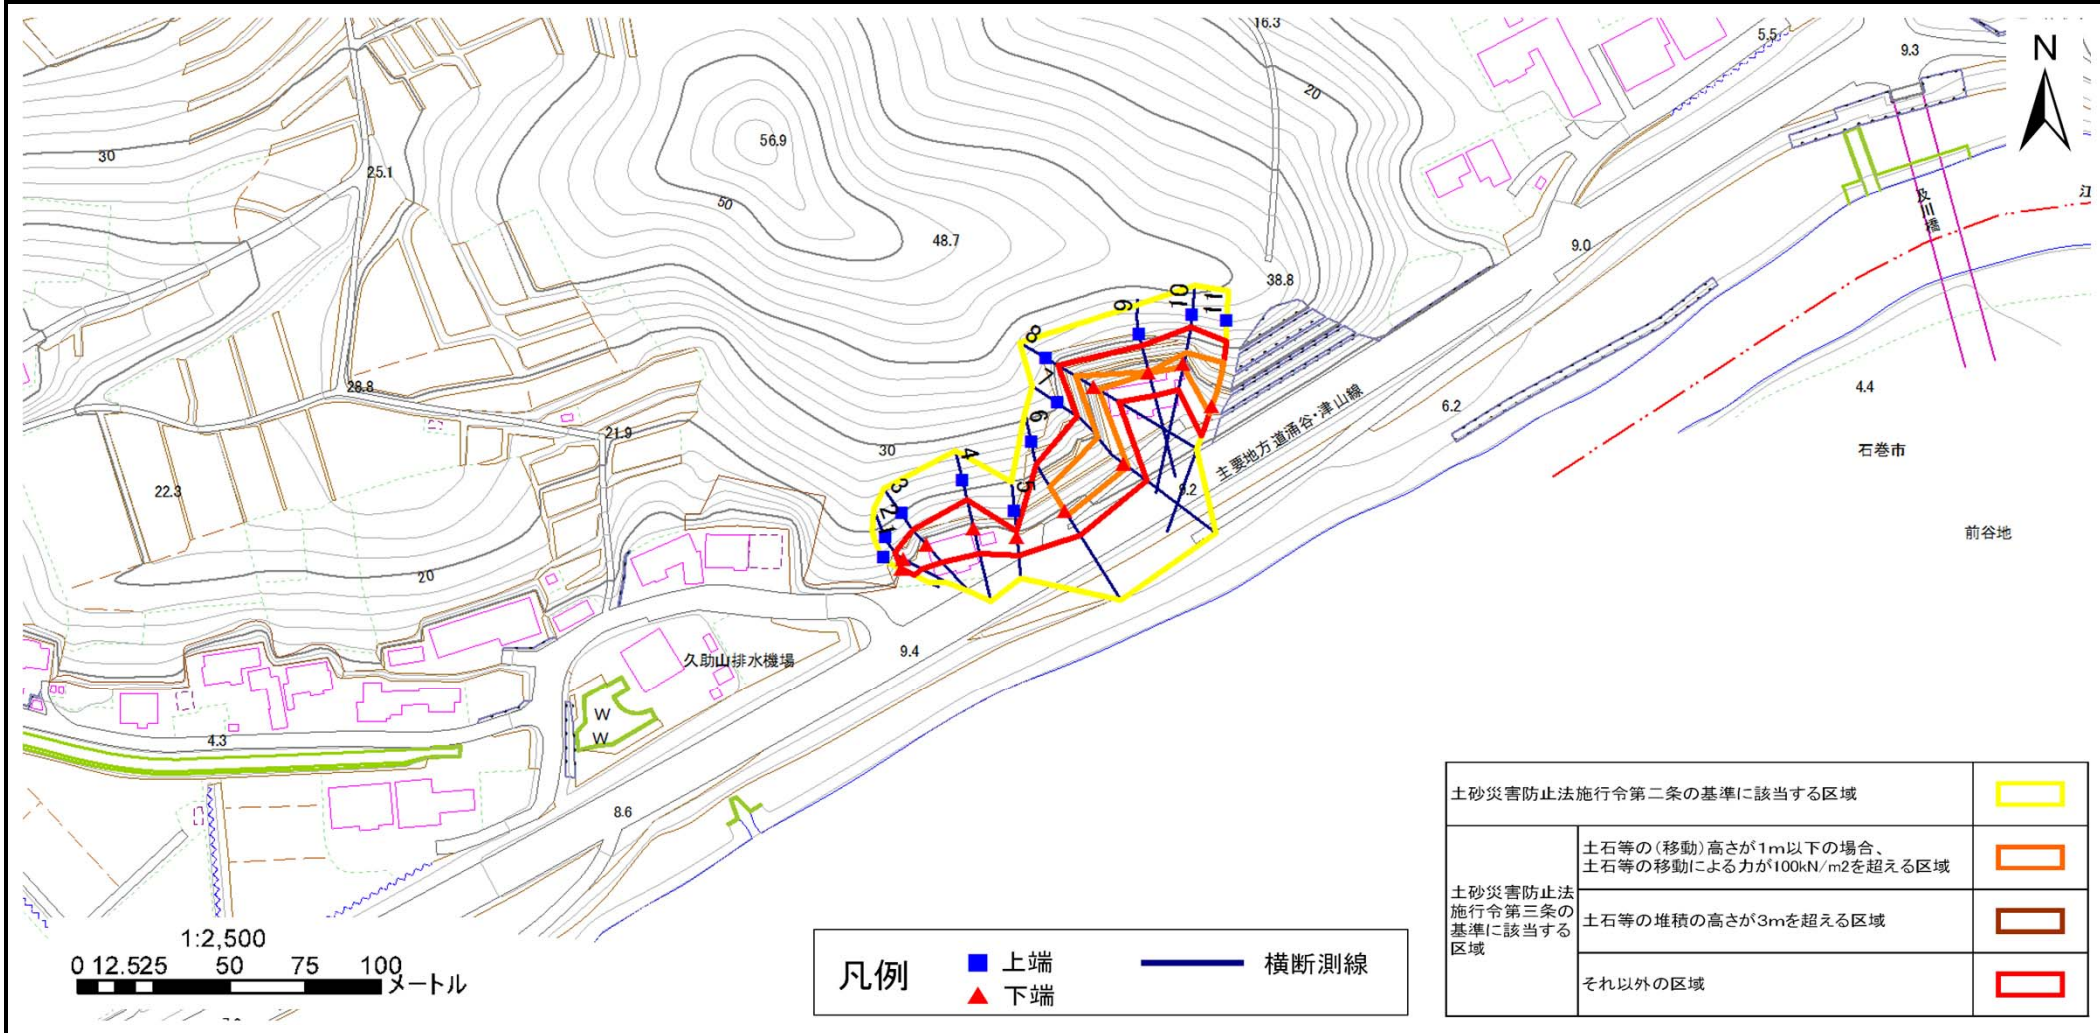 16.3
5.5
9.3
N
20
56.9
30
25.1
50
48.7
38.8
9.0
及川橋
江
4.4
石巻市
前谷地
28.8
21.9
30
22.3
20
6.2
主要地方道涌谷・津山線
9.2
1
2
3
4
5
6
7
8
9
10
11
9.4
久助山排水機場
W
W
4.3
8.6
1:2,500
0 12.525 50 75 100
メートル
凡例
上端
下端
横断測線
土砂災害防止法施行令第二条の基準に該当する区域
土砂災害防止法
施行令第三条の
基準に該当する
区域
土石等の(移動)高さが1m以下の場合、
土石等の移動による力が100kN/m2を超える区域
土石等の堆積の高さが3mを超える区域
それ以外の区域